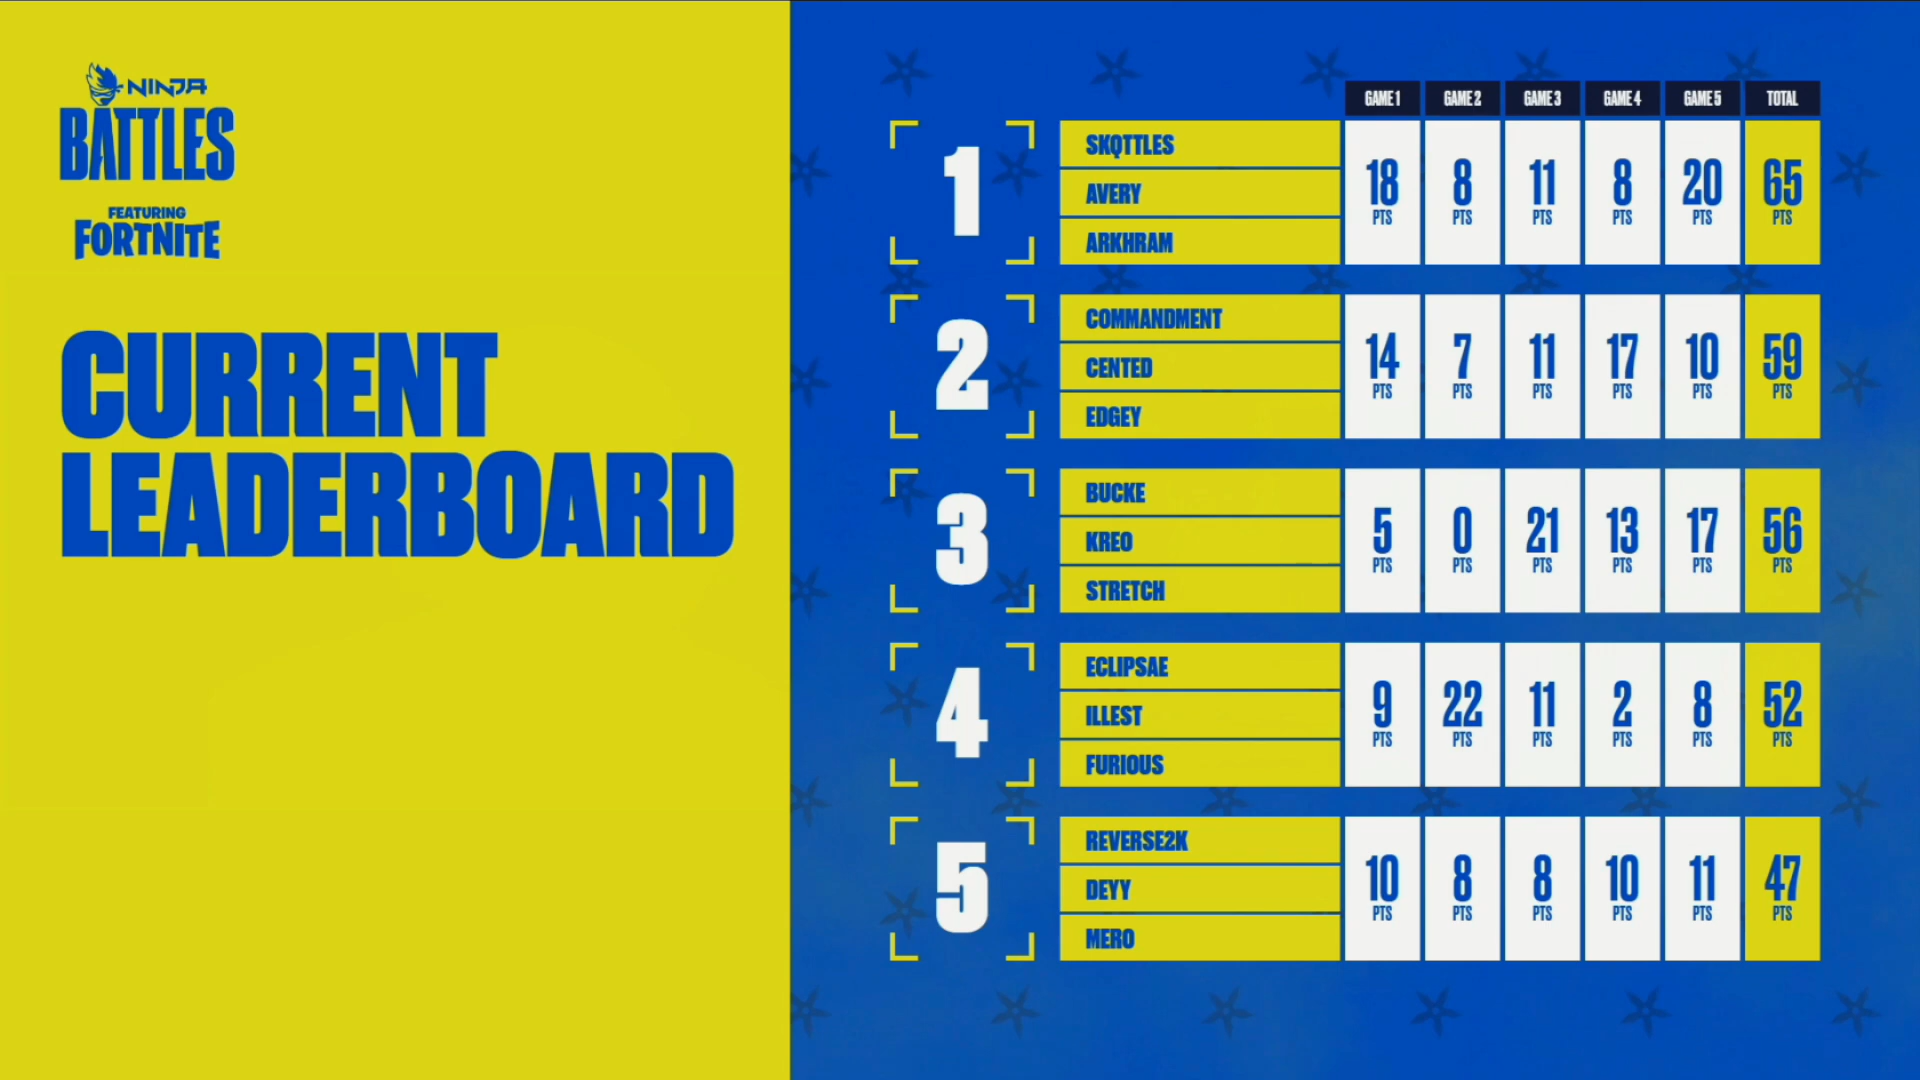 NINJA
BATTLES
FEATURING
FORTNITE
CURRENT
LEADERBOARD
GAME 1 GAME 2 GAME 3 GAME 4 GAME 5 TOTAL
1
SKQTTLES
AVERY
ARKHRAM
18 PTS 8 PTS 11 PTS 8 PTS 20 PTS 65 PTS
2
COMMANDMENT
CENTED
EDGEY
14 PTS 7 PTS 11 PTS 17 PTS 10 PTS 59 PTS
3
BUCKE
KREO
STRETCH
5 PTS 0 PTS 21 PTS 13 PTS 17 PTS 56 PTS
4
ECLIPSAE
ILLEST
FURIOUS
9 PTS 22 PTS 11 PTS 2 PTS 8 PTS 52 PTS
5
REVERSE2K
DEYY
MERO
10 PTS 8 PTS 8 PTS 10 PTS 11 PTS 47 PTS